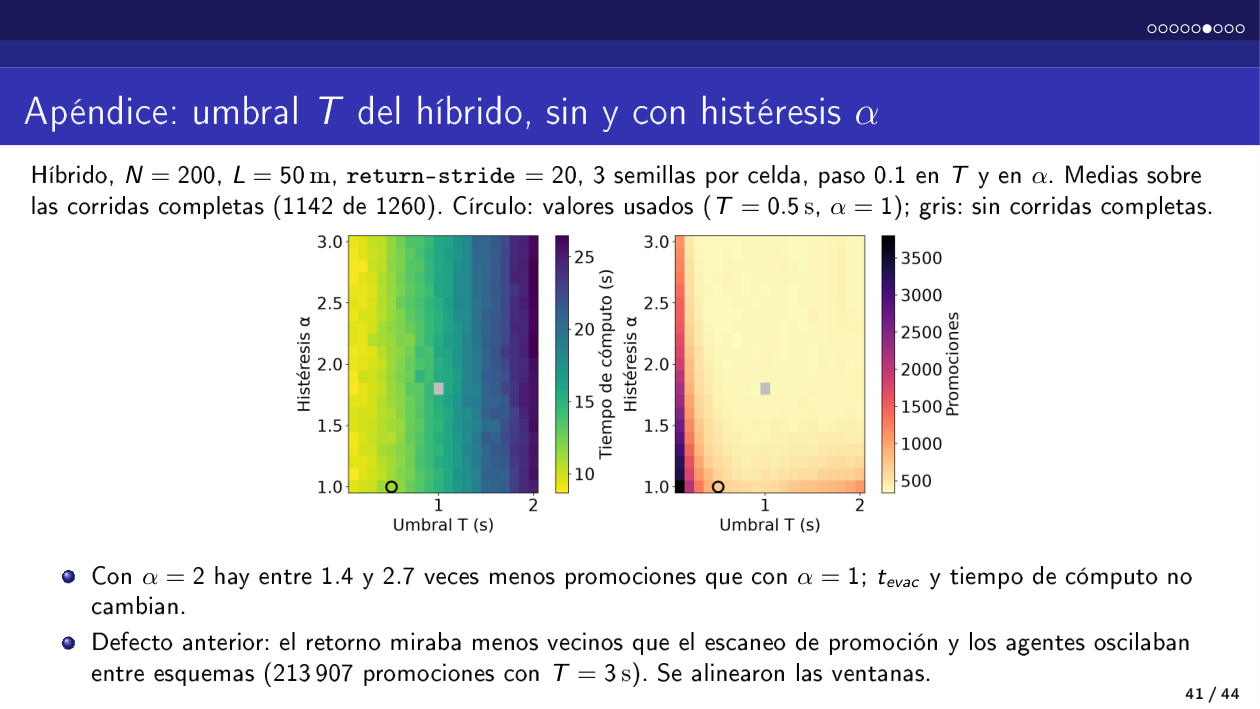 Apéndice: umbral T del híbrido, sin y con histéresis α
Híbrido, N = 200, L = 50 m, return-stride = 20, 3 semillas por celda, paso 0.1 en T y en α. Medias sobre
las corridas completas (1142 de 1260). Círculo: valores usados (T = 0.5 s, α = 1); gris: sin corridas completas.
3.0
2.5
2.0
1.5
1.0
Histéresis α
1
2
Umbral T (s)
25
20
15
10
Tiempo de cómputo (s)
3.0
2.5
2.0
1.5
1.0
Histéresis α
1
2
Umbral T (s)
3500
3000
2500
2000
1500
1000
500
Promociones
Con α = 2 hay entre 1.4 y 2.7 veces menos promociones que con α = 1; tevac y tiempo de cómputo no
cambian.
Defecto anterior: el retorno miraba menos vecinos que el escaneo de promoción y los agentes oscilaban
entre esquemas (213 907 promociones con T = 3 s). Se alinearon las ventanas.
41 / 44